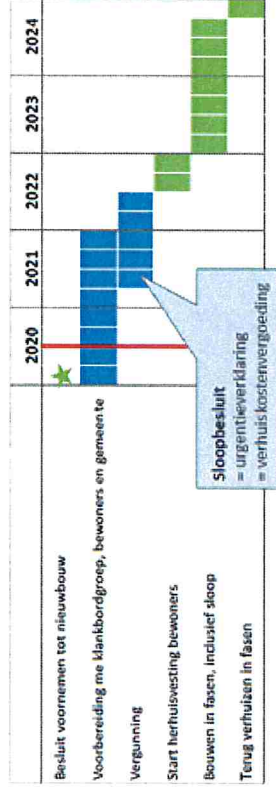 2020 2021 2022 2023 2024
Besluit voornemen tot nieuwbouw
Voorbereiding me klankbordgroep, bewoners en gemeente
Vergunning
Start herhuisvesting bewoners
Bouwen in fasen, inclusief sloop
Terug verhuizen in fasen
Sloopbesluit
= urgentieverklaring
= verhuiskostenvergoeding